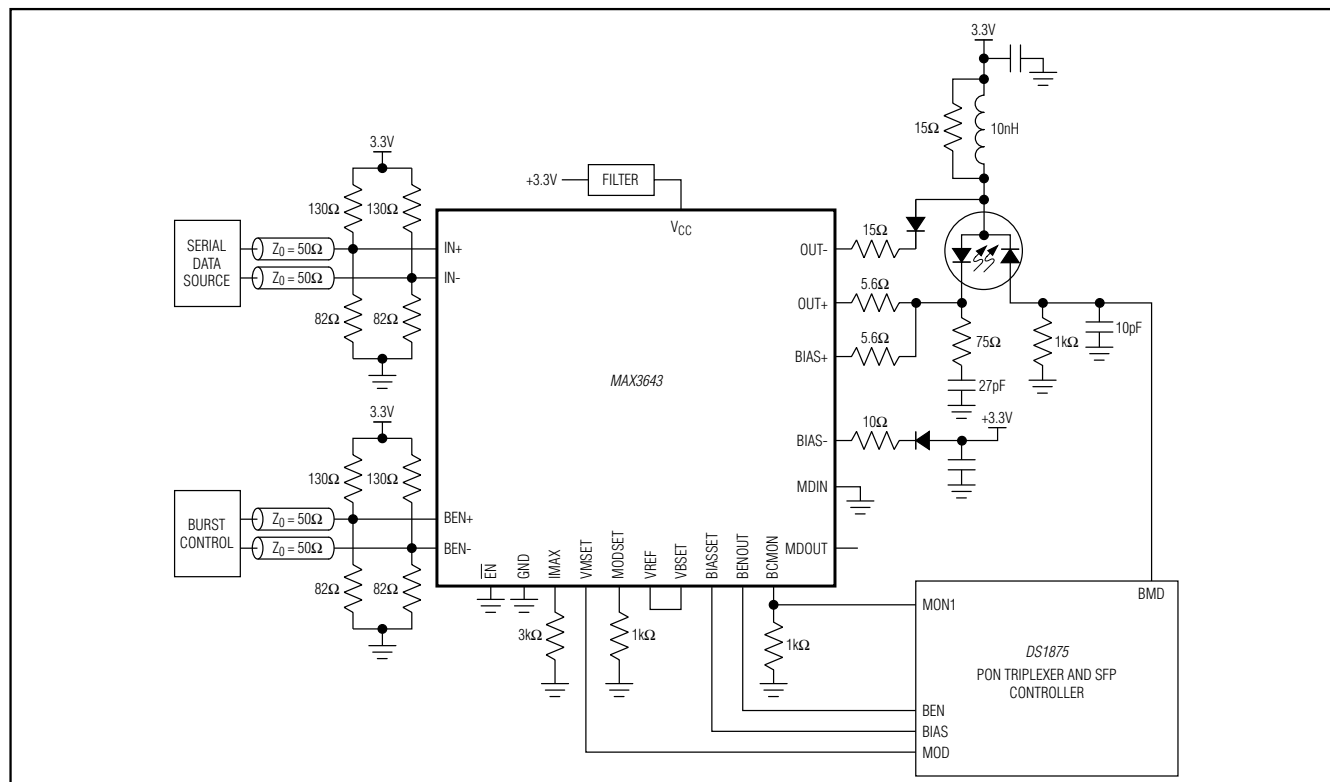 3.3V
15Ω
10nH
3.3V
130Ω
130Ω
+3.3V
FILTER
VCC
SERIAL
DATA
SOURCE
Z0 = 50Ω
Z0 = 50Ω
IN+
IN-
82Ω
82Ω
OUT-
15Ω
OUT+
5.6Ω
BIAS+
5.6Ω
75Ω
27pF
1kΩ
10pF
MAX3643
BIAS-
10Ω
+3.3V
MDIN
MDOUT
3.3V
130Ω
130Ω
BURST
CONTROL
Z0 = 50Ω
Z0 = 50Ω
BEN+
BEN-
82Ω
82Ω
EN
GND
IMAX
VMSET
MODSET
VREF
VBSET
BIASSET
BENOUT
BCMON
3kΩ
1kΩ
1kΩ
MON1
BMD
DS1875
PON TRIPLEXER AND SFP
CONTROLLER
BEN
BIAS
MOD